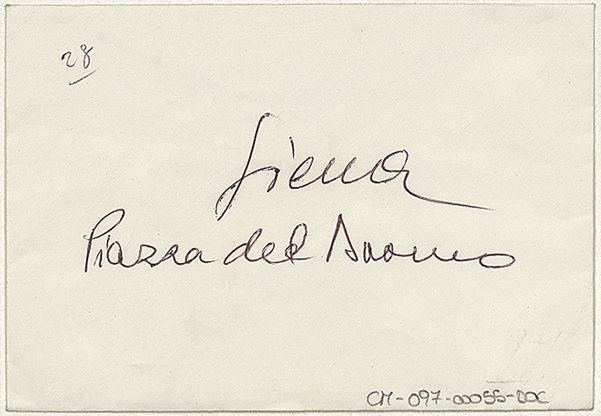 28
Siena
Piazza del Duomo
CM-097-00055-DOC